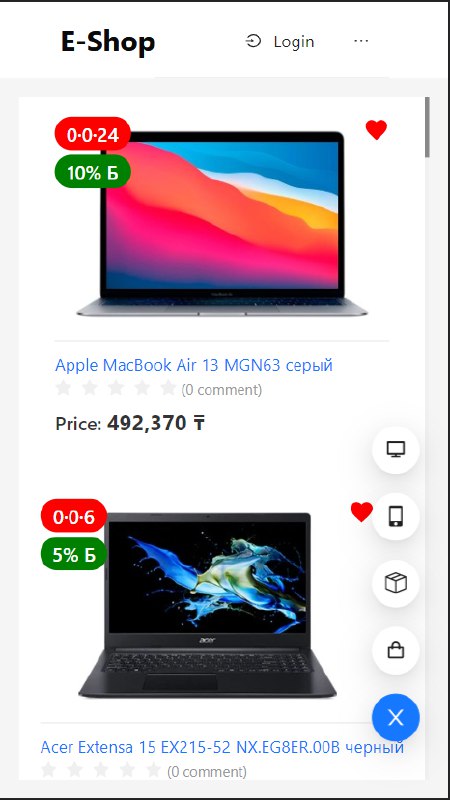 E-Shop
Login
...
0·0·24
10% Б
Apple MacBook Air 13 MGN63 серый
(0 comment)
Price: 492,370 ₸
0·0·6
5% Б
acer
Acer Extensa 15 EX215-52 NX.EG8ER.00B черный
(0 comment)